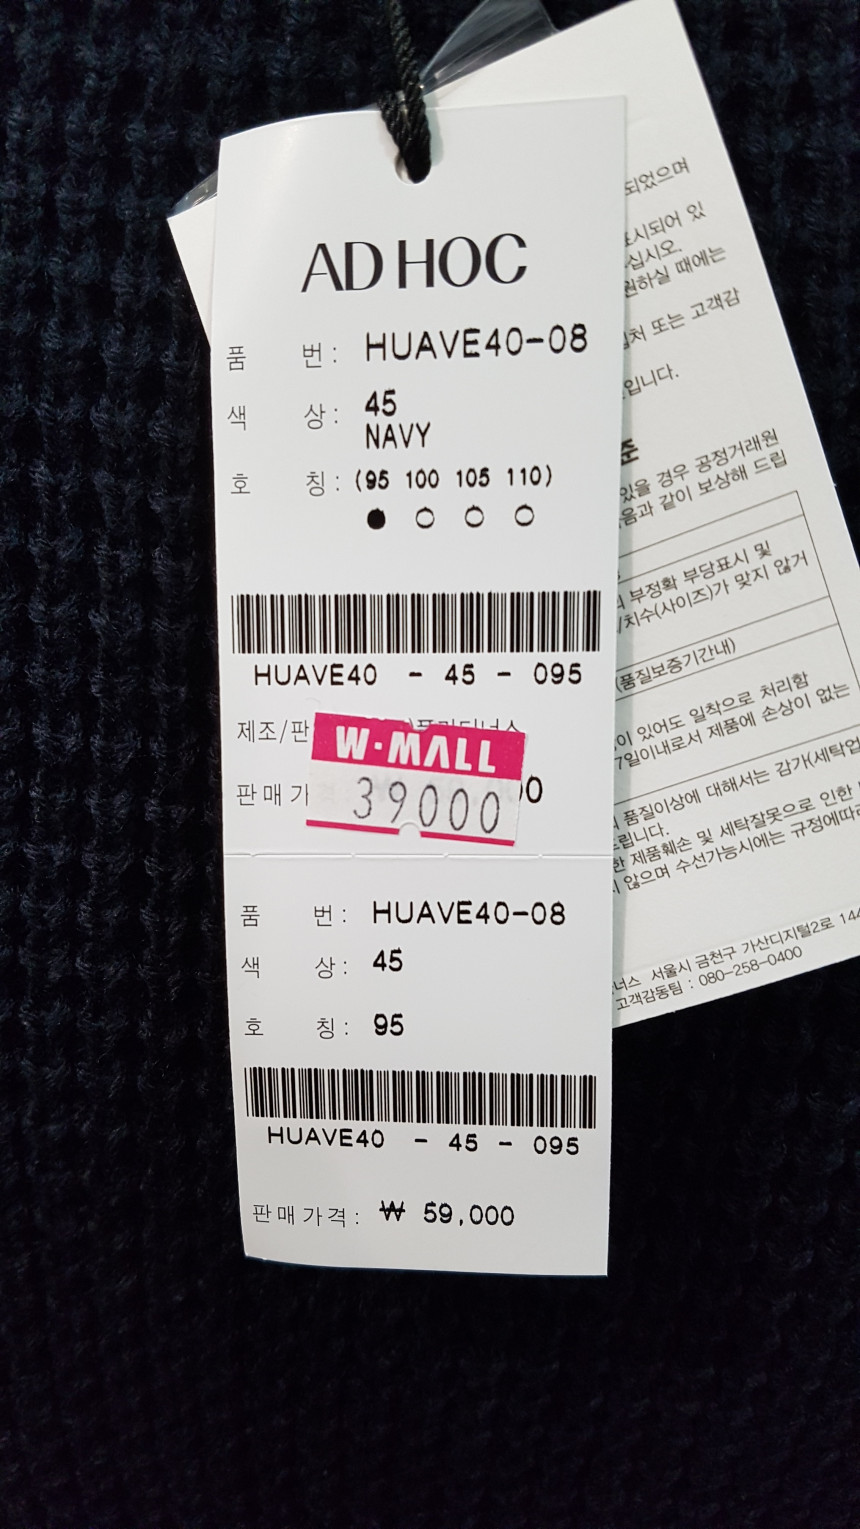 AD HOC
품 번 : HUAVE40-08
색 상 : 45
NAVY
호 칭 : (95 100 105 110)
HUAVE40 - 45 - 095
제조/판
W·MALL
판매가
39000
품 번 : HUAVE40-08
색 상 : 45
호 칭 : 95
HUAVE40 - 45 - 095
판매가격 : ₩ 59,000
되었으며
표시되어 있
십시오.
원하실 때에는
또는 고객감
입니다.
준
있을 경우 공정거래원
음과 같이 보상해 드립
부정확 부당표시 및
/치수(사이즈)가 맞지 않거
(품질보증기간내)
이 있어도 일착으로 처리함
7일이내로서 제품에 손상이 없는
품질이상에 대해서는 감가(세탁업
드립니다.
한 제품훼손 및 세탁잘못으로 인한
않으며 수선가능시에는 규정에따라
너스 서울시 금천구 가산디지털2로 144
고객감동팀 : 080-258-0400